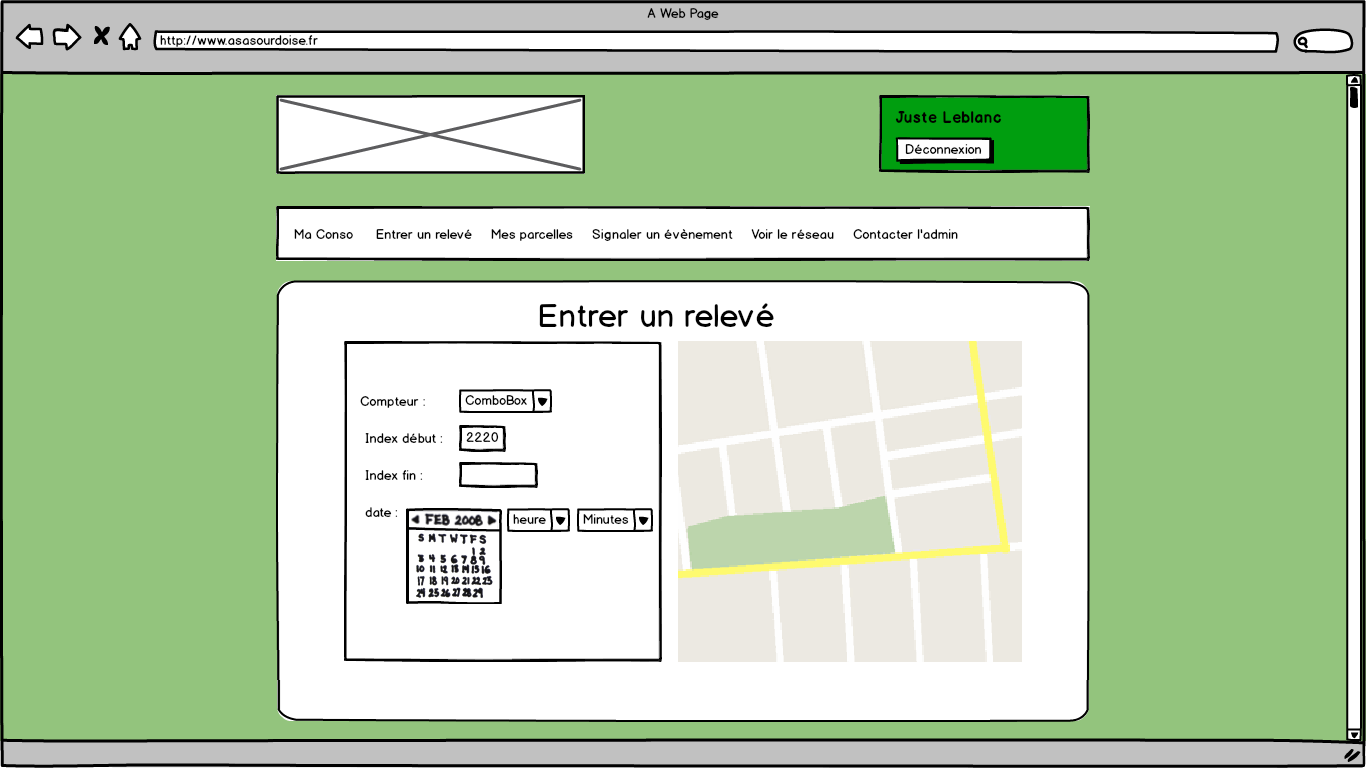 A Web Page
http://www.asasourdoise.fr
Juste Leblanc
Déconnexion
Ma Conso Entrer un relevé Mes parcelles Signaler un évènement Voir le réseau Contacter l'admin
Entrer un relevé
Compteur : ComboBox
Index début : 2220
Index fin :
date : FEB 2008 heure Minutes
S M T W T F S
1 2
3 4 5 6 7 8 9
10 11 12 13 14 15 16
17 18 19 20 21 22 23
24 25 26 27 28 29